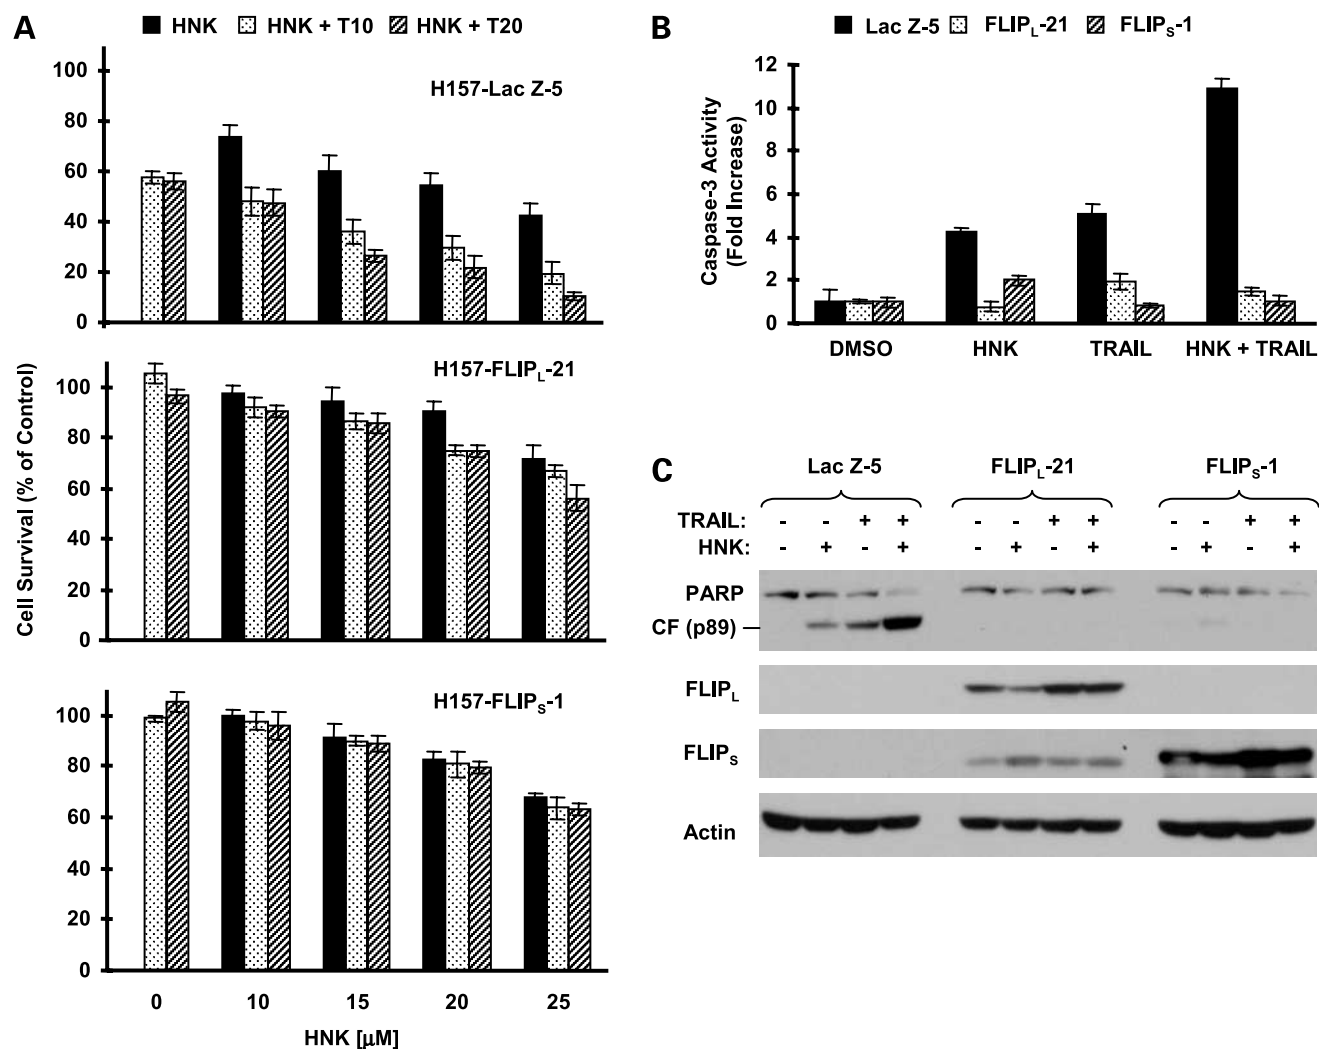 A
HNK HNK + T10 HNK + T20
100
80
60
40
20
0
H157-Lac Z-5
Cell Survival (% of Control)
100
80
60
40
20
0
H157-FLIPL-21
100
80
60
40
20
0
H157-FLIPS-1
0 10 15 20 25
HNK [µM]
B
Lac Z-5 FLIPL-21 FLIPS-1
Caspase-3 Activity
(Fold Increase)
12
10
8
6
4
2
0
DMSO HNK TRAIL HNK + TRAIL
C
Lac Z-5 FLIPL-21 FLIPS-1
TRAIL: - - + + - - + + - - + +
HNK: - + - + - + - + - + - +
PARP
CF (p89)
FLIPL
FLIPS
Actin